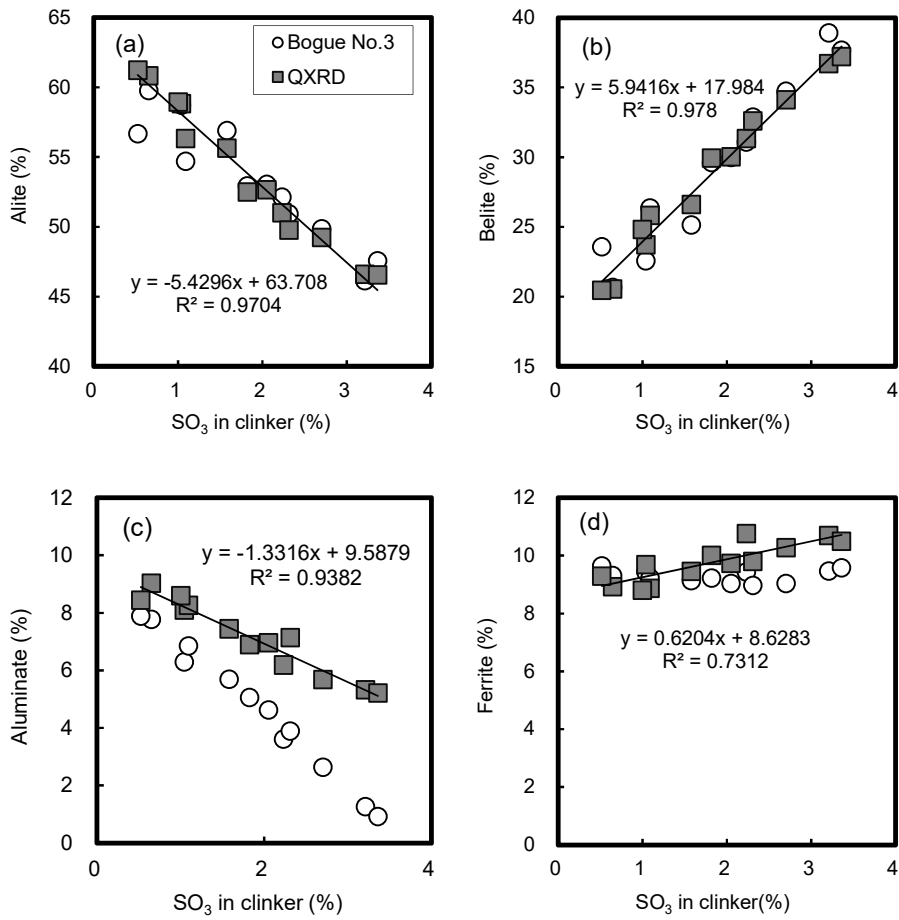 (a)
Bogue No.3
QXRD
65
60
55
50
45
40
Alite (%)
y = -5.4296x + 63.708
R² = 0.9704
0 1 2 3 4
SO₃ in clinker (%)
(b)
40
35
30
25
20
15
Belite (%)
y = 5.9416x + 17.984
R² = 0.978
0 1 2 3 4
SO₃ in clinker(%)
(c)
12
10
8
6
4
2
0
Aluminate (%)
y = -1.3316x + 9.5879
R² = 0.9382
0 2 4
SO₃ in clinker (%)
(d)
12
10
8
6
4
2
0
Ferrite (%)
y = 0.6204x + 8.6283
R² = 0.7312
0 1 2 3 4
SO₃ in clinker(%)